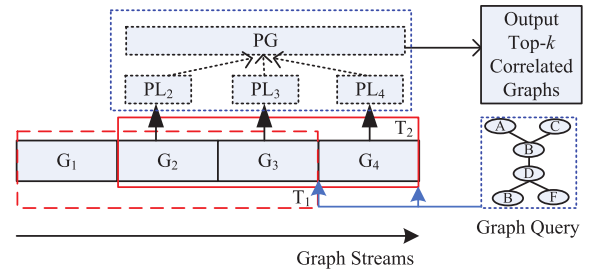 PG
Output
Top-k
Correlated
Graphs
PL2
PL3
PL4
T2
G1
G2
G3
G4
T1
A
C
B
D
B
F
Graph Query
Graph Streams